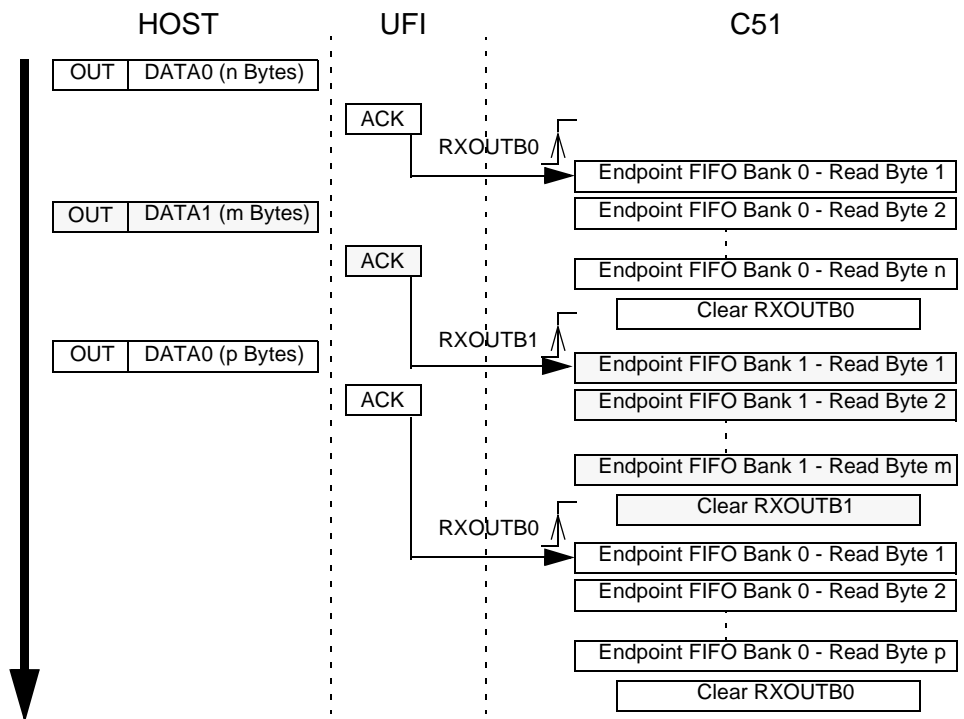 HOST UFI C51
OUT DATA0 (n Bytes)
ACK
RXOUTB0
Endpoint FIFO Bank 0 - Read Byte 1
OUT DATA1 (m Bytes)
Endpoint FIFO Bank 0 - Read Byte 2
ACK
Endpoint FIFO Bank 0 - Read Byte n
Clear RXOUTB0
RXOUTB1
OUT DATA0 (p Bytes)
Endpoint FIFO Bank 1 - Read Byte 1
ACK
Endpoint FIFO Bank 1 - Read Byte 2
Endpoint FIFO Bank 1 - Read Byte m
Clear RXOUTB1
RXOUTB0
Endpoint FIFO Bank 0 - Read Byte 1
Endpoint FIFO Bank 0 - Read Byte 2
Endpoint FIFO Bank 0 - Read Byte p
Clear RXOUTB0